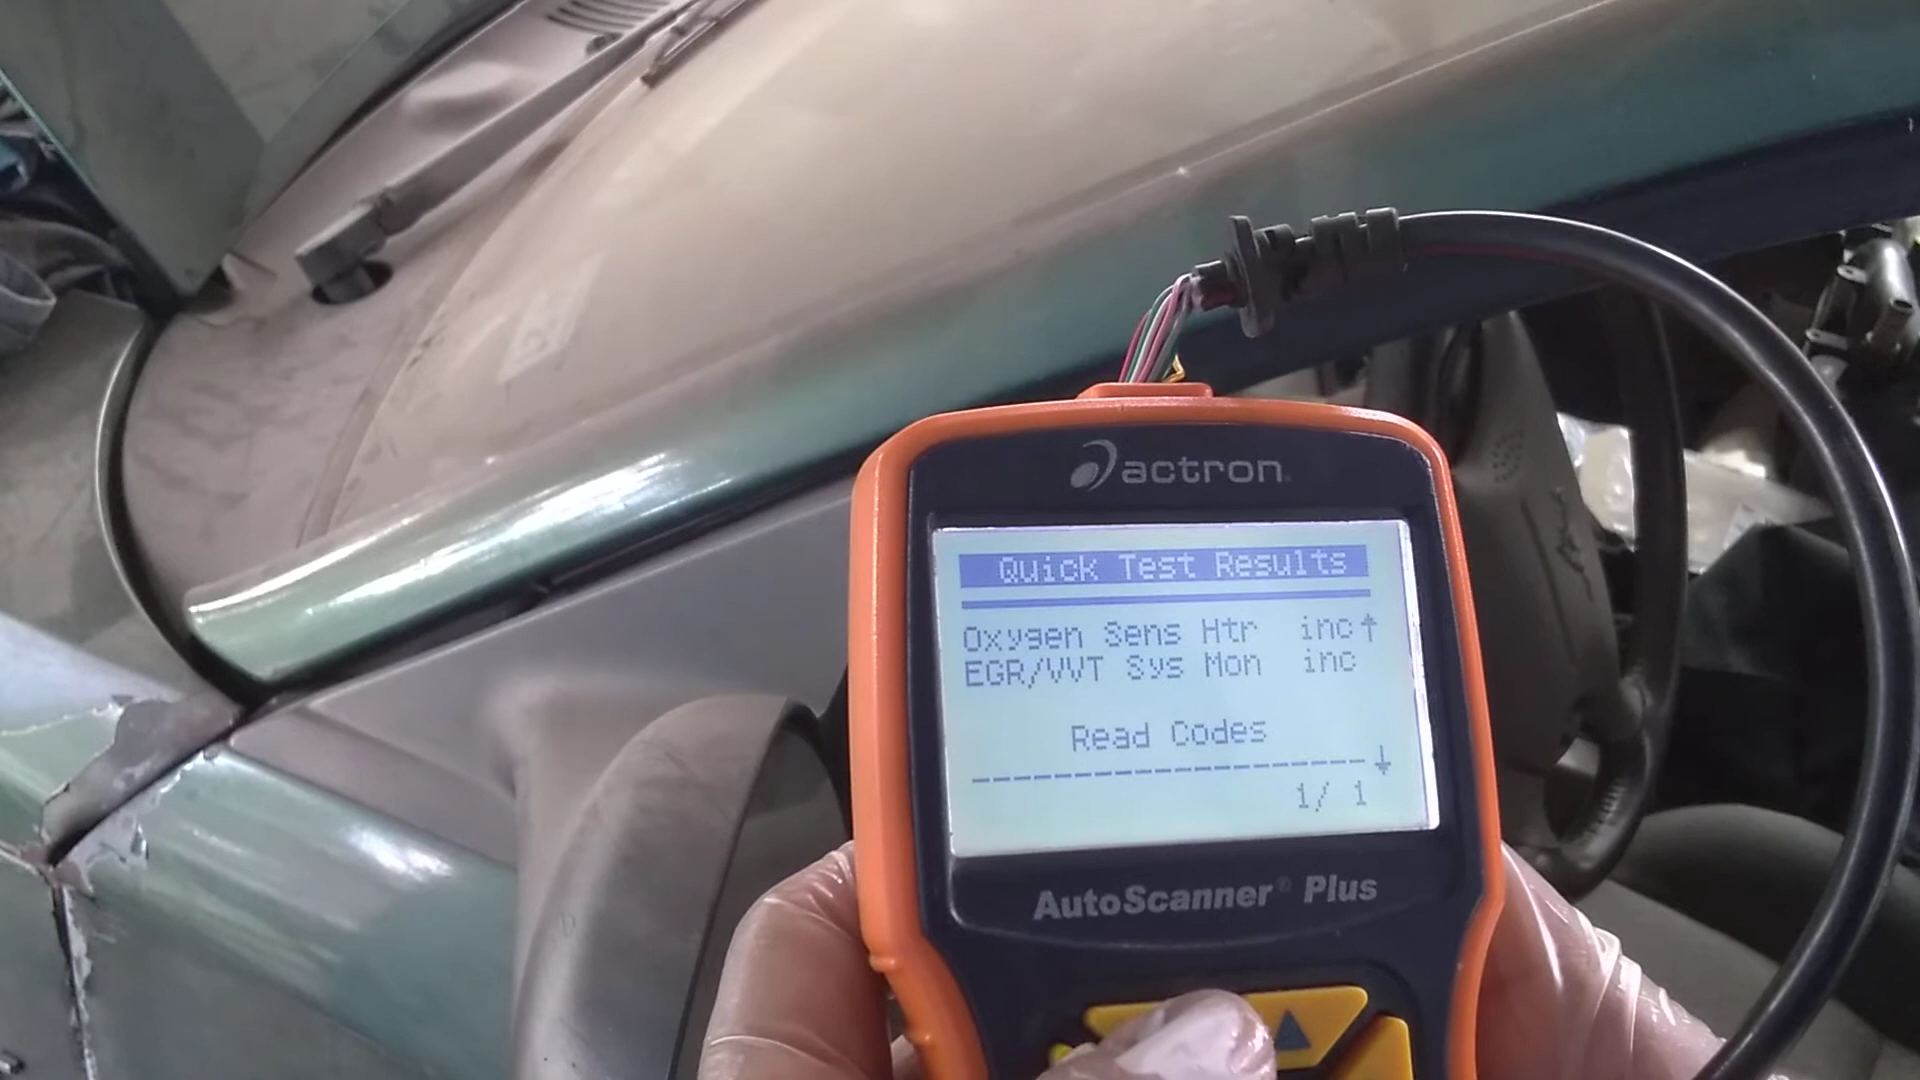 actron
Quick Test Results
Oxygen Sens Htr inc↑
EGR/VVT Sys Mon inc
Read Codes
--------------------↓
1/ 1
AutoScanner® Plus